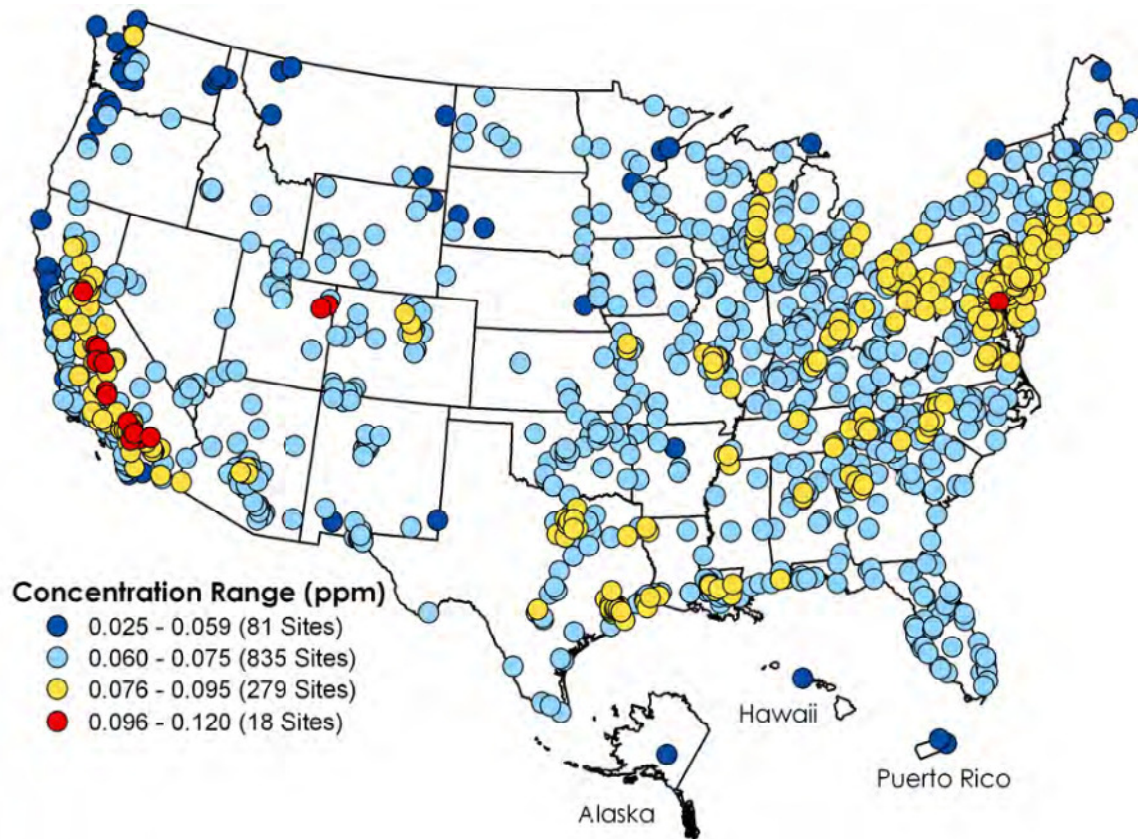 Concentration Range (ppm)
0.025 - 0.059 (81 Sites)
0.060 - 0.075 (835 Sites)
0.076 - 0.095 (279 Sites)
0.096 - 0.120 (18 Sites)
Hawaii
Puerto Rico
Alaska